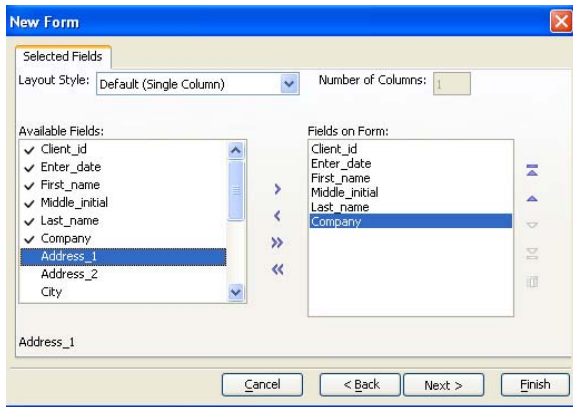 New Form
Selected Fields
Layout Style: Default (Single Column) Number of Columns: 1
Available Fields:
Client_id
Enter_date
First_name
Middle_initial
Last_name
Company
Address_1
Address_2
City
Fields on Form:
Client_id
Enter_date
First_name
Middle_initial
Last_name
Company
Address_1
Cancel < Back Next > Finish